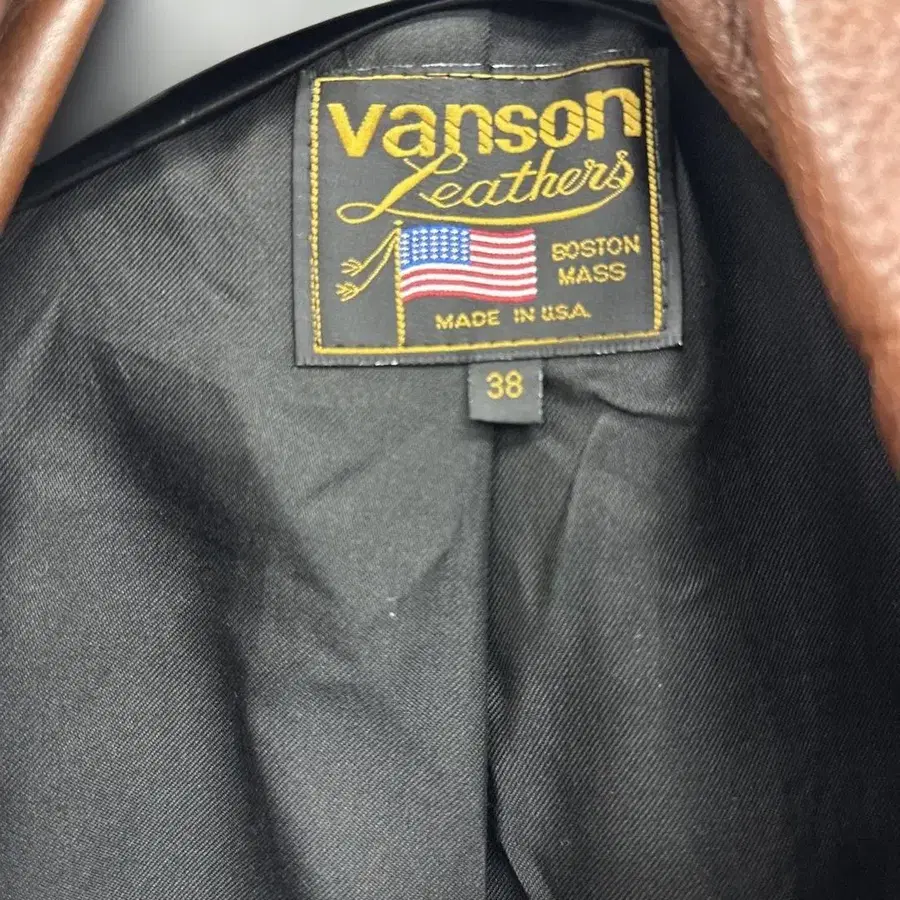 vanson
Leathers
BOSTON
MASS
MADE IN U.S.A.
38